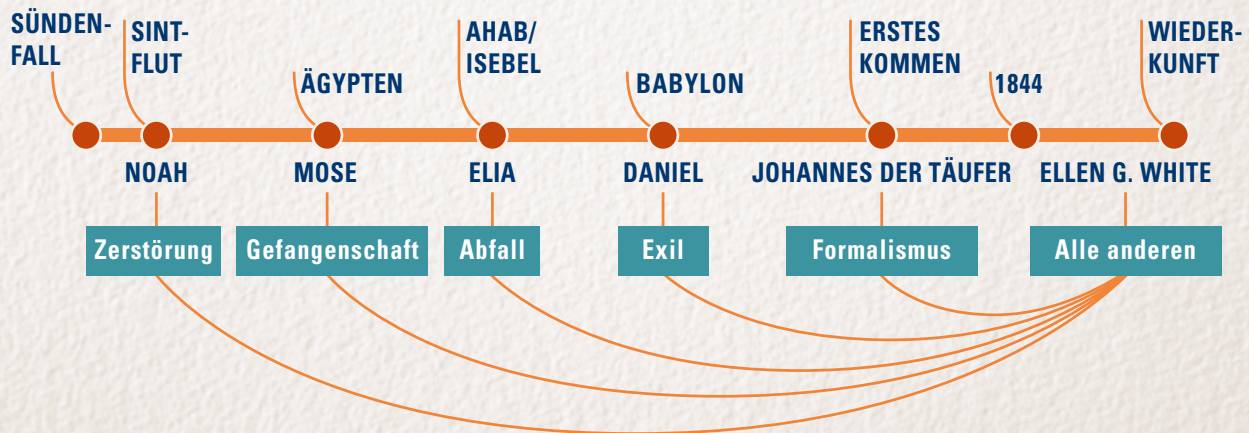 SÜNDEN-
FALL
SINT-
FLUT
ÄGYPTEN
AHAB/
ISEBEL
BABYLON
ERSTES
KOMMEN
1844
WIEDER-
KUNFT
NOAH
MOSE
ELIA
DANIEL
JOHANNES DER TÄUFER
ELLEN G. WHITE
Zerstörung
Gefangenschaft
Abfall
Exil
Formalismus
Alle anderen